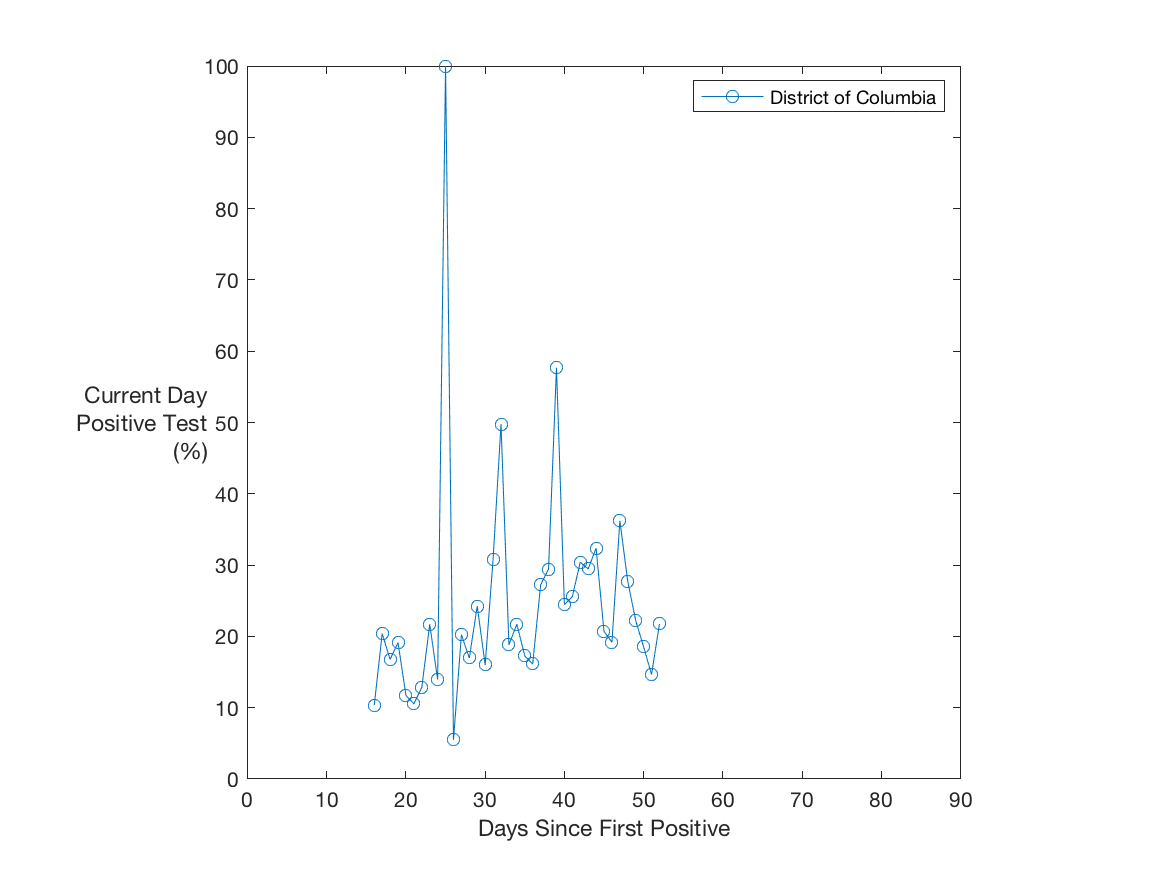 100
90
80
70
60
50
40
30
20
10
0
Current Day
Positive Test
(%)
District of Columbia
0 10 20 30 40 50 60 70 80 90
Days Since First Positive